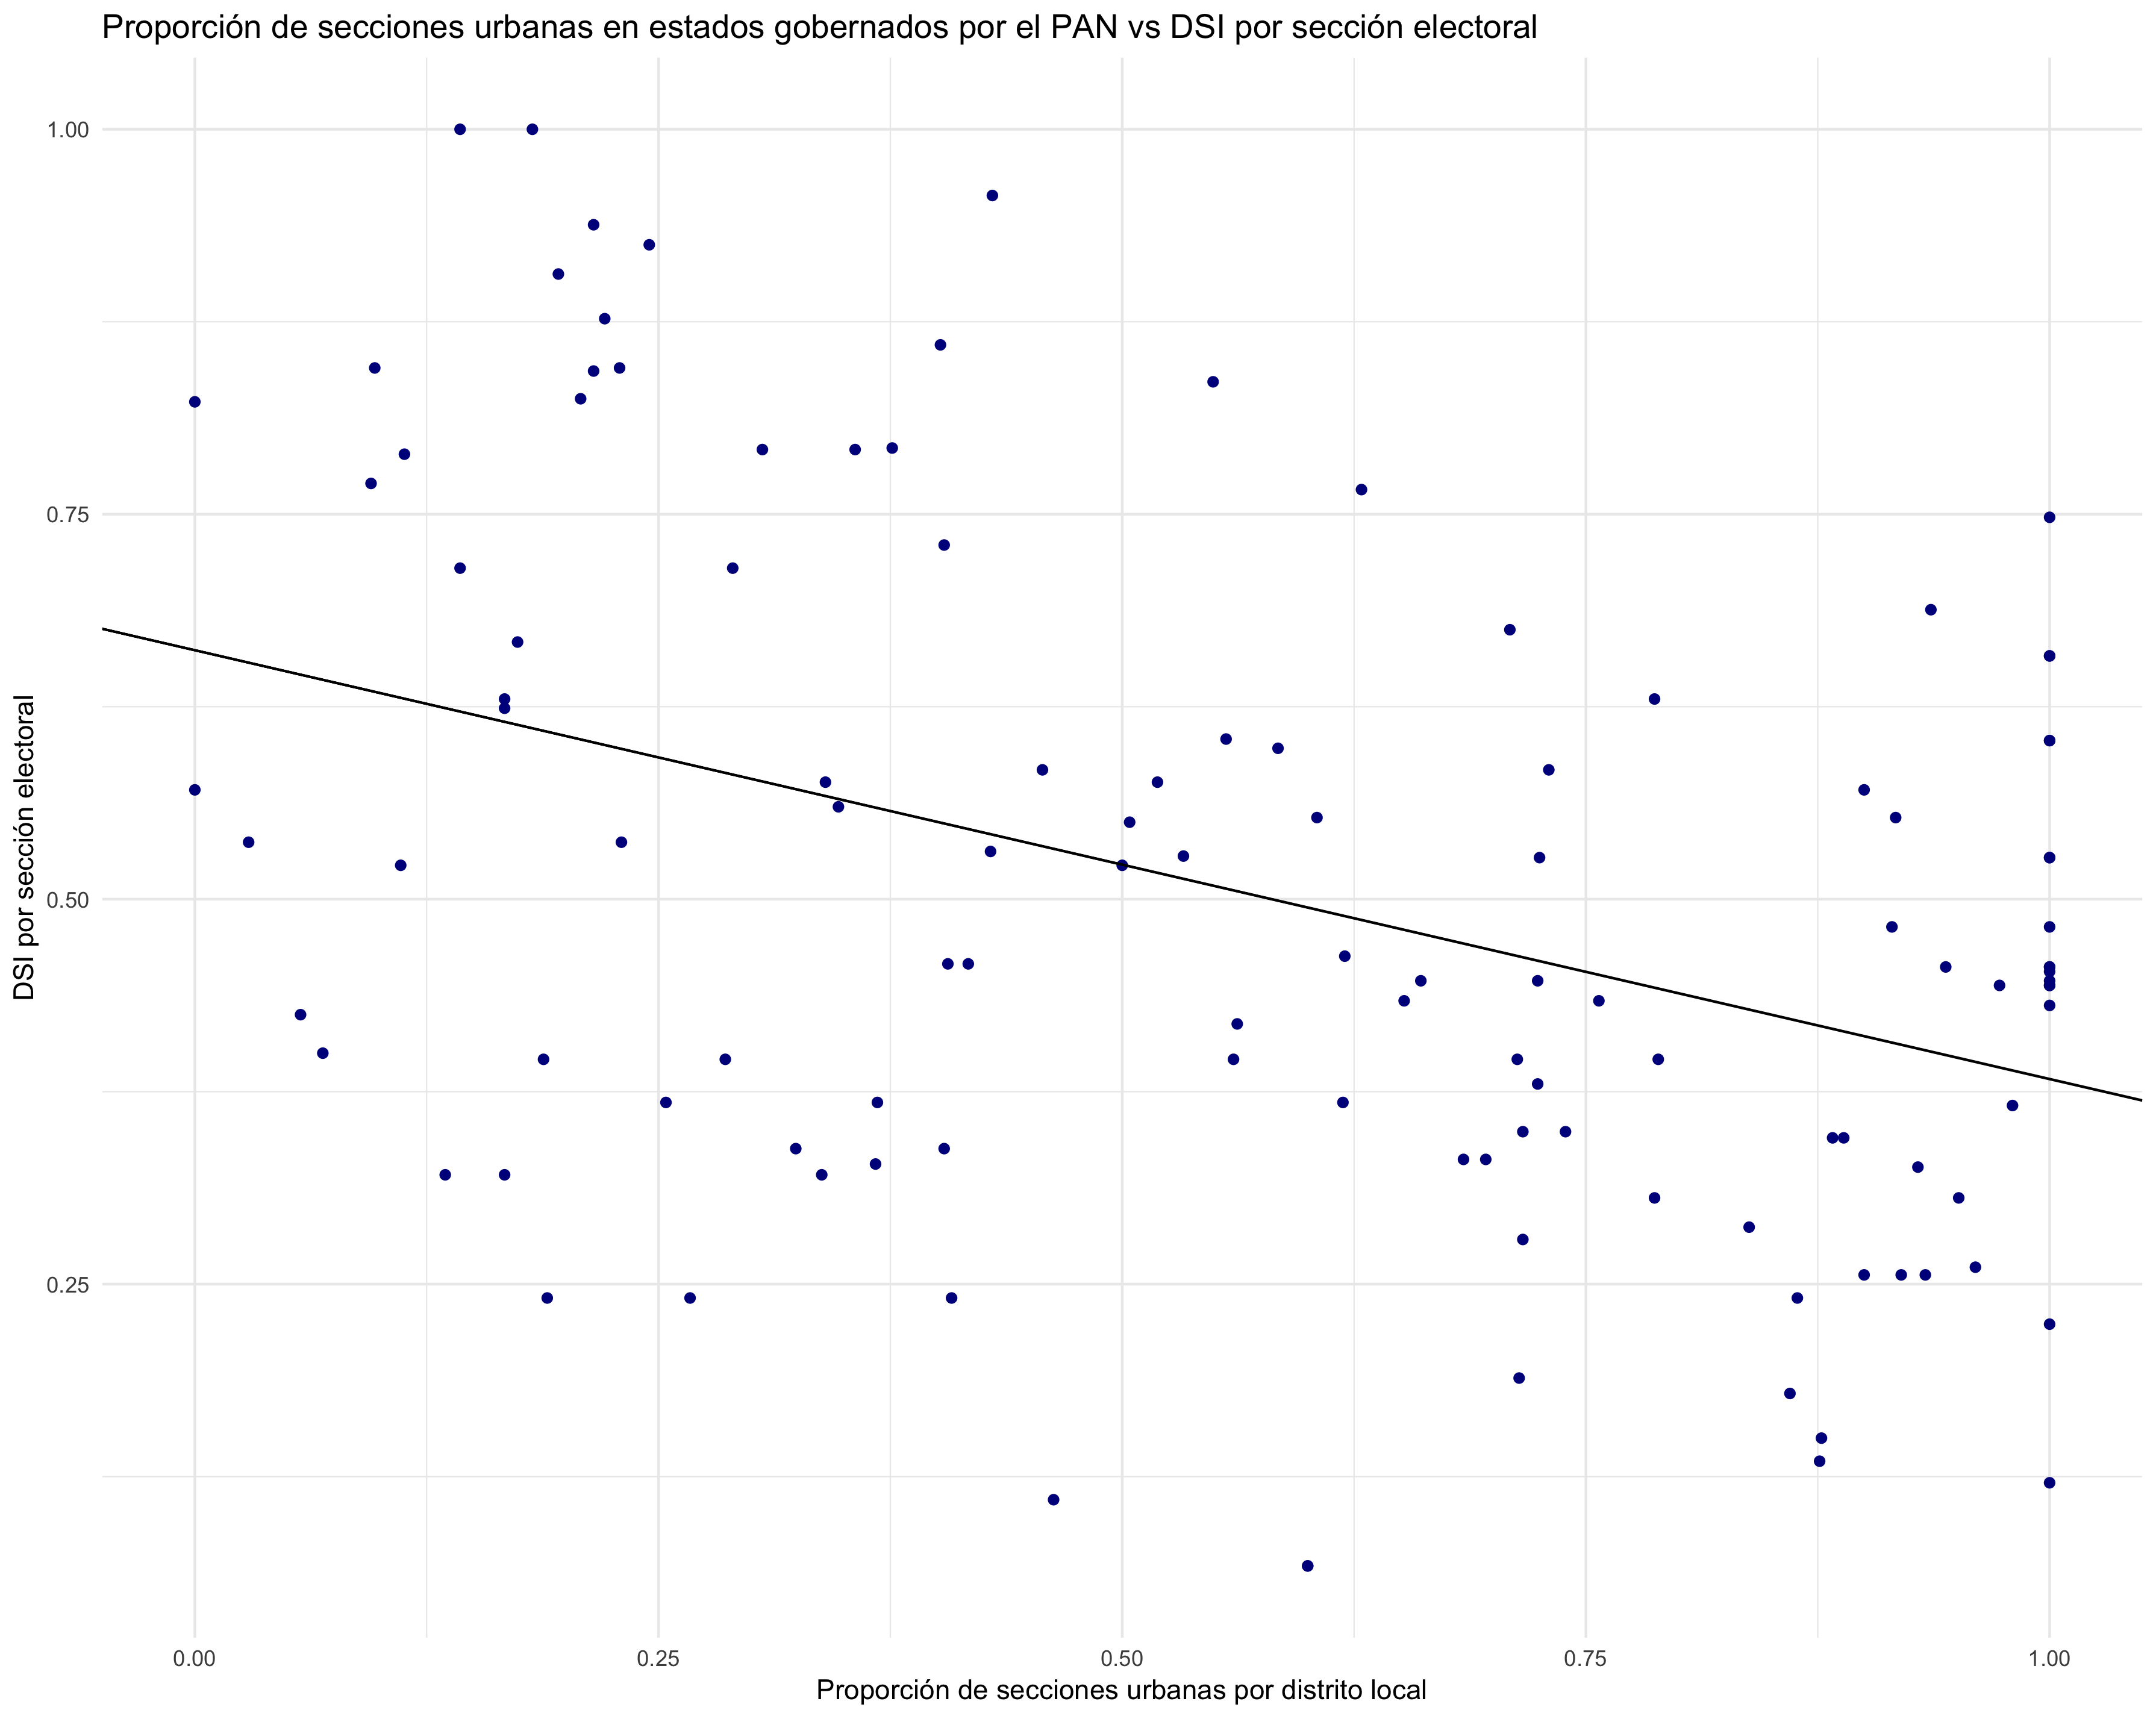 Proporción de secciones urbanas en estados gobernados por el PAN vs DSI por sección electoral
1.00
0.75
0.50
0.25
DSI por sección electoral
0.00 0.25 0.50 0.75 1.00
Proporción de secciones urbanas por distrito local